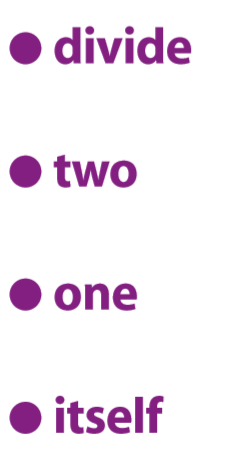 ● divide
● two
● one
● itself